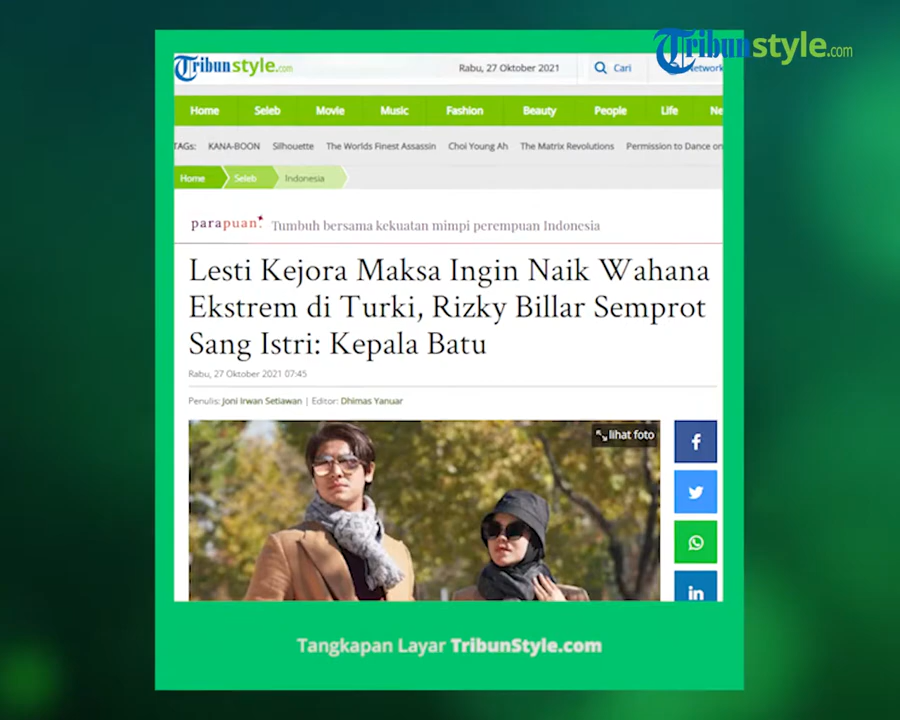 Tribunstyle.com
Tribunstyle.com Rabu, 27 Oktober 2021 Cari Network
Home Seleb Movie Music Fashion Beauty People Life Ne
TAGs: KANA-BOON Silhouette The Worlds Finest Assassin Choi Young Ah The Matrix Revolutions Permission to Dance on
Home Seleb Indonesia
parapuan. Tumbuh bersama kekuatan mimpi perempuan Indonesia
Lesti Kejora Maksa Ingin Naik Wahana
Ekstrem di Turki, Rizky Billar Semprot
Sang Istri: Kepala Batu
Rabu, 27 Oktober 2021 07:45
Penulis: Joni Irwan Setiawan | Editor: Dhimas Yanuar
lihat foto
Tangkapan Layar TribunStyle.com